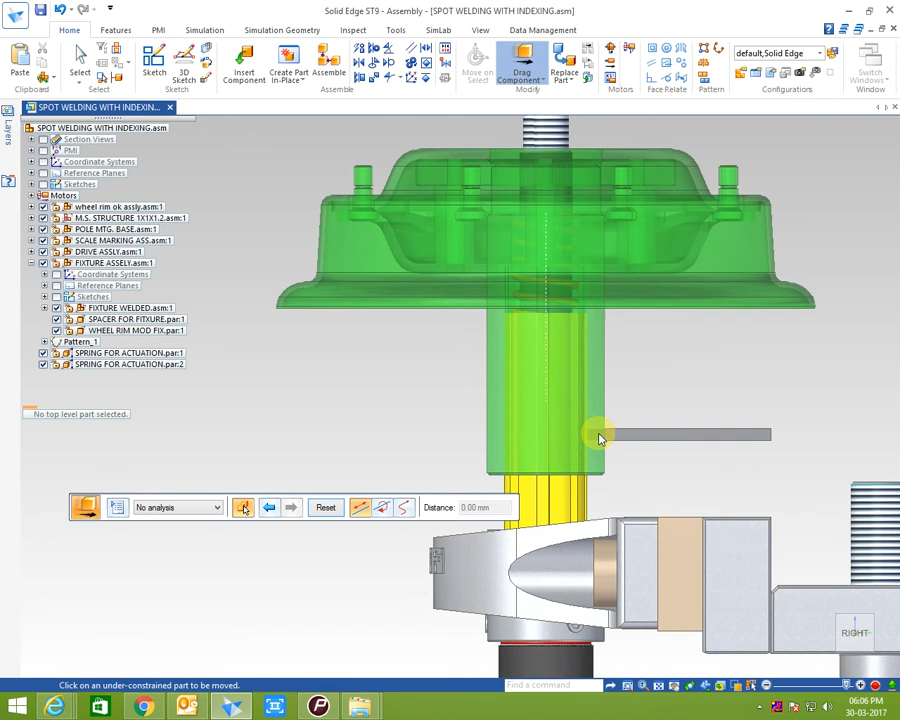 Solid Edge ST9 - Assembly - [SPOT WELDING WITH INDEXING.asm]
Home
Features
PMI
Simulation
Simulation Geometry
Inspect
Tools
SimLab
View
Data Management
Paste
Select
Sketch
3D Sketch
Insert Component
Create Part In-Place
Assemble
Move on Select
Drag Component
Replace Part
default,Solid Edge
Switch Windows
Clipboard
Select
Sketch
Assemble
Modify
Motors
Face Relate
Pattern
Configurations
Window
SPOT WELDING WITH INDEXING....
Layers
SPOT WELDING WITH INDEXING.asm
Section Views
PMI
Coordinate Systems
Reference Planes
Sketches
Motors
wheel rim ok assly.asm:1
M.S. STRUCTURE 1X1X1.2.asm:1
POLE MTG. BASE.asm:1
SCALE MARKING ASS.asm:1
DRIVE ASSLY.asm:1
FIXTURE ASSELY.asm:1
Coordinate Systems
Reference Planes
Sketches
FIXTURE WELDED.asm:1
SPACER FOR FITXURE.par:1
WHEEL RIM MOD FIX.par:1
Pattern_1
SPRING FOR ACTUATION.par:1
SPRING FOR ACTUATION.par:2
No top level part selected.
No analysis
Reset
Distance:
0.00 mm
RIGHT
Click on an under-constrained part to be moved.
Find a command
06:06 PM
30-03-2017